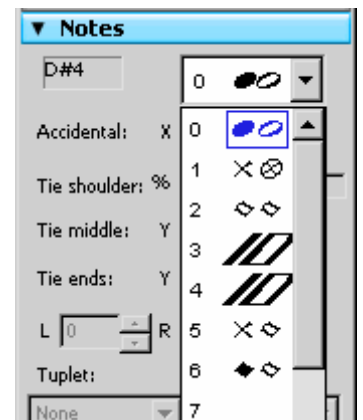 ▼ Notes
D#4
0
Accidental: X
0
1
Tie shoulder: %
2
Tie middle: Y
3
Tie ends: Y
4
L 0 R
5
6
Tuplet:
None
7